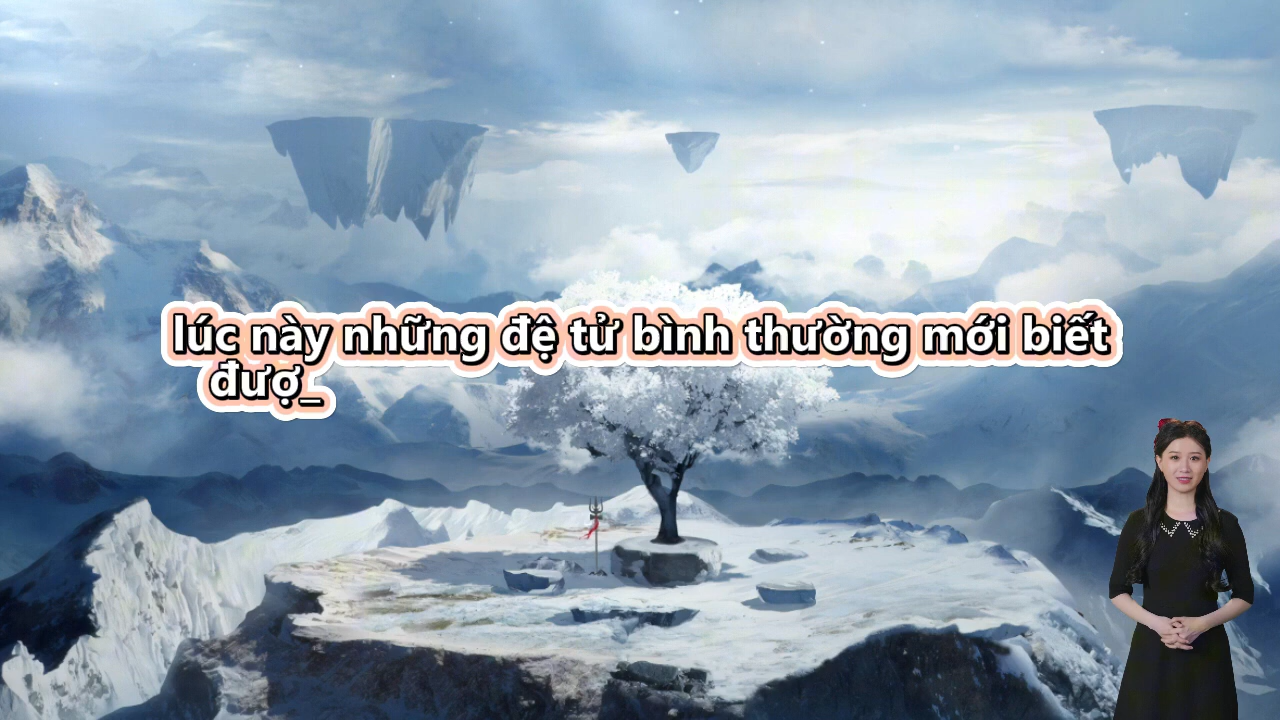 lúc này những đệ tử bình thường mới biết
đượ_